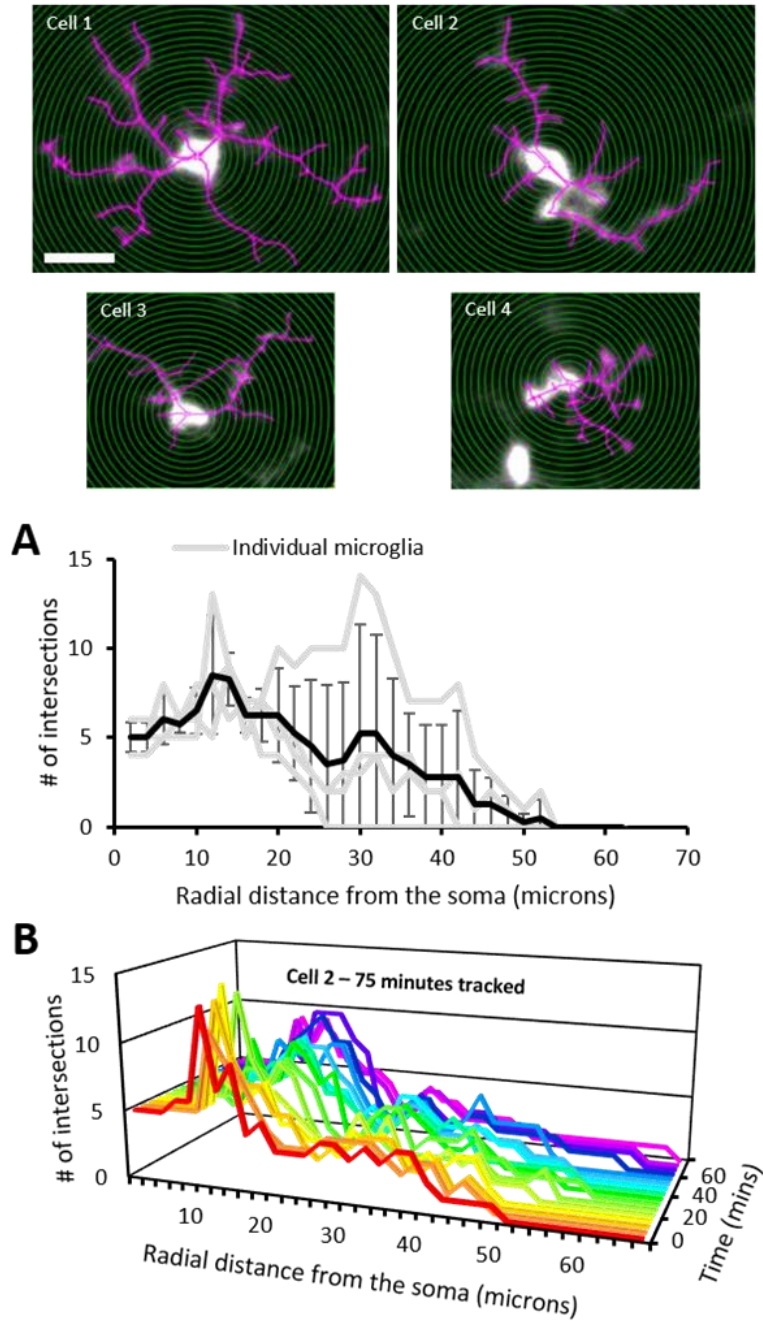 Cell 1
Cell 2
Cell 3
Cell 4
A
Individual microglia
15
10
5
0
# of intersections
0 10 20 30 40 50 60 70
Radial distance from the soma (microns)
B
Cell 2 – 75 minutes tracked
15
10
5
0
# of intersections
10 20 30 40 50 60
Radial distance from the soma (microns)
60
40
20
0
Time (mins)